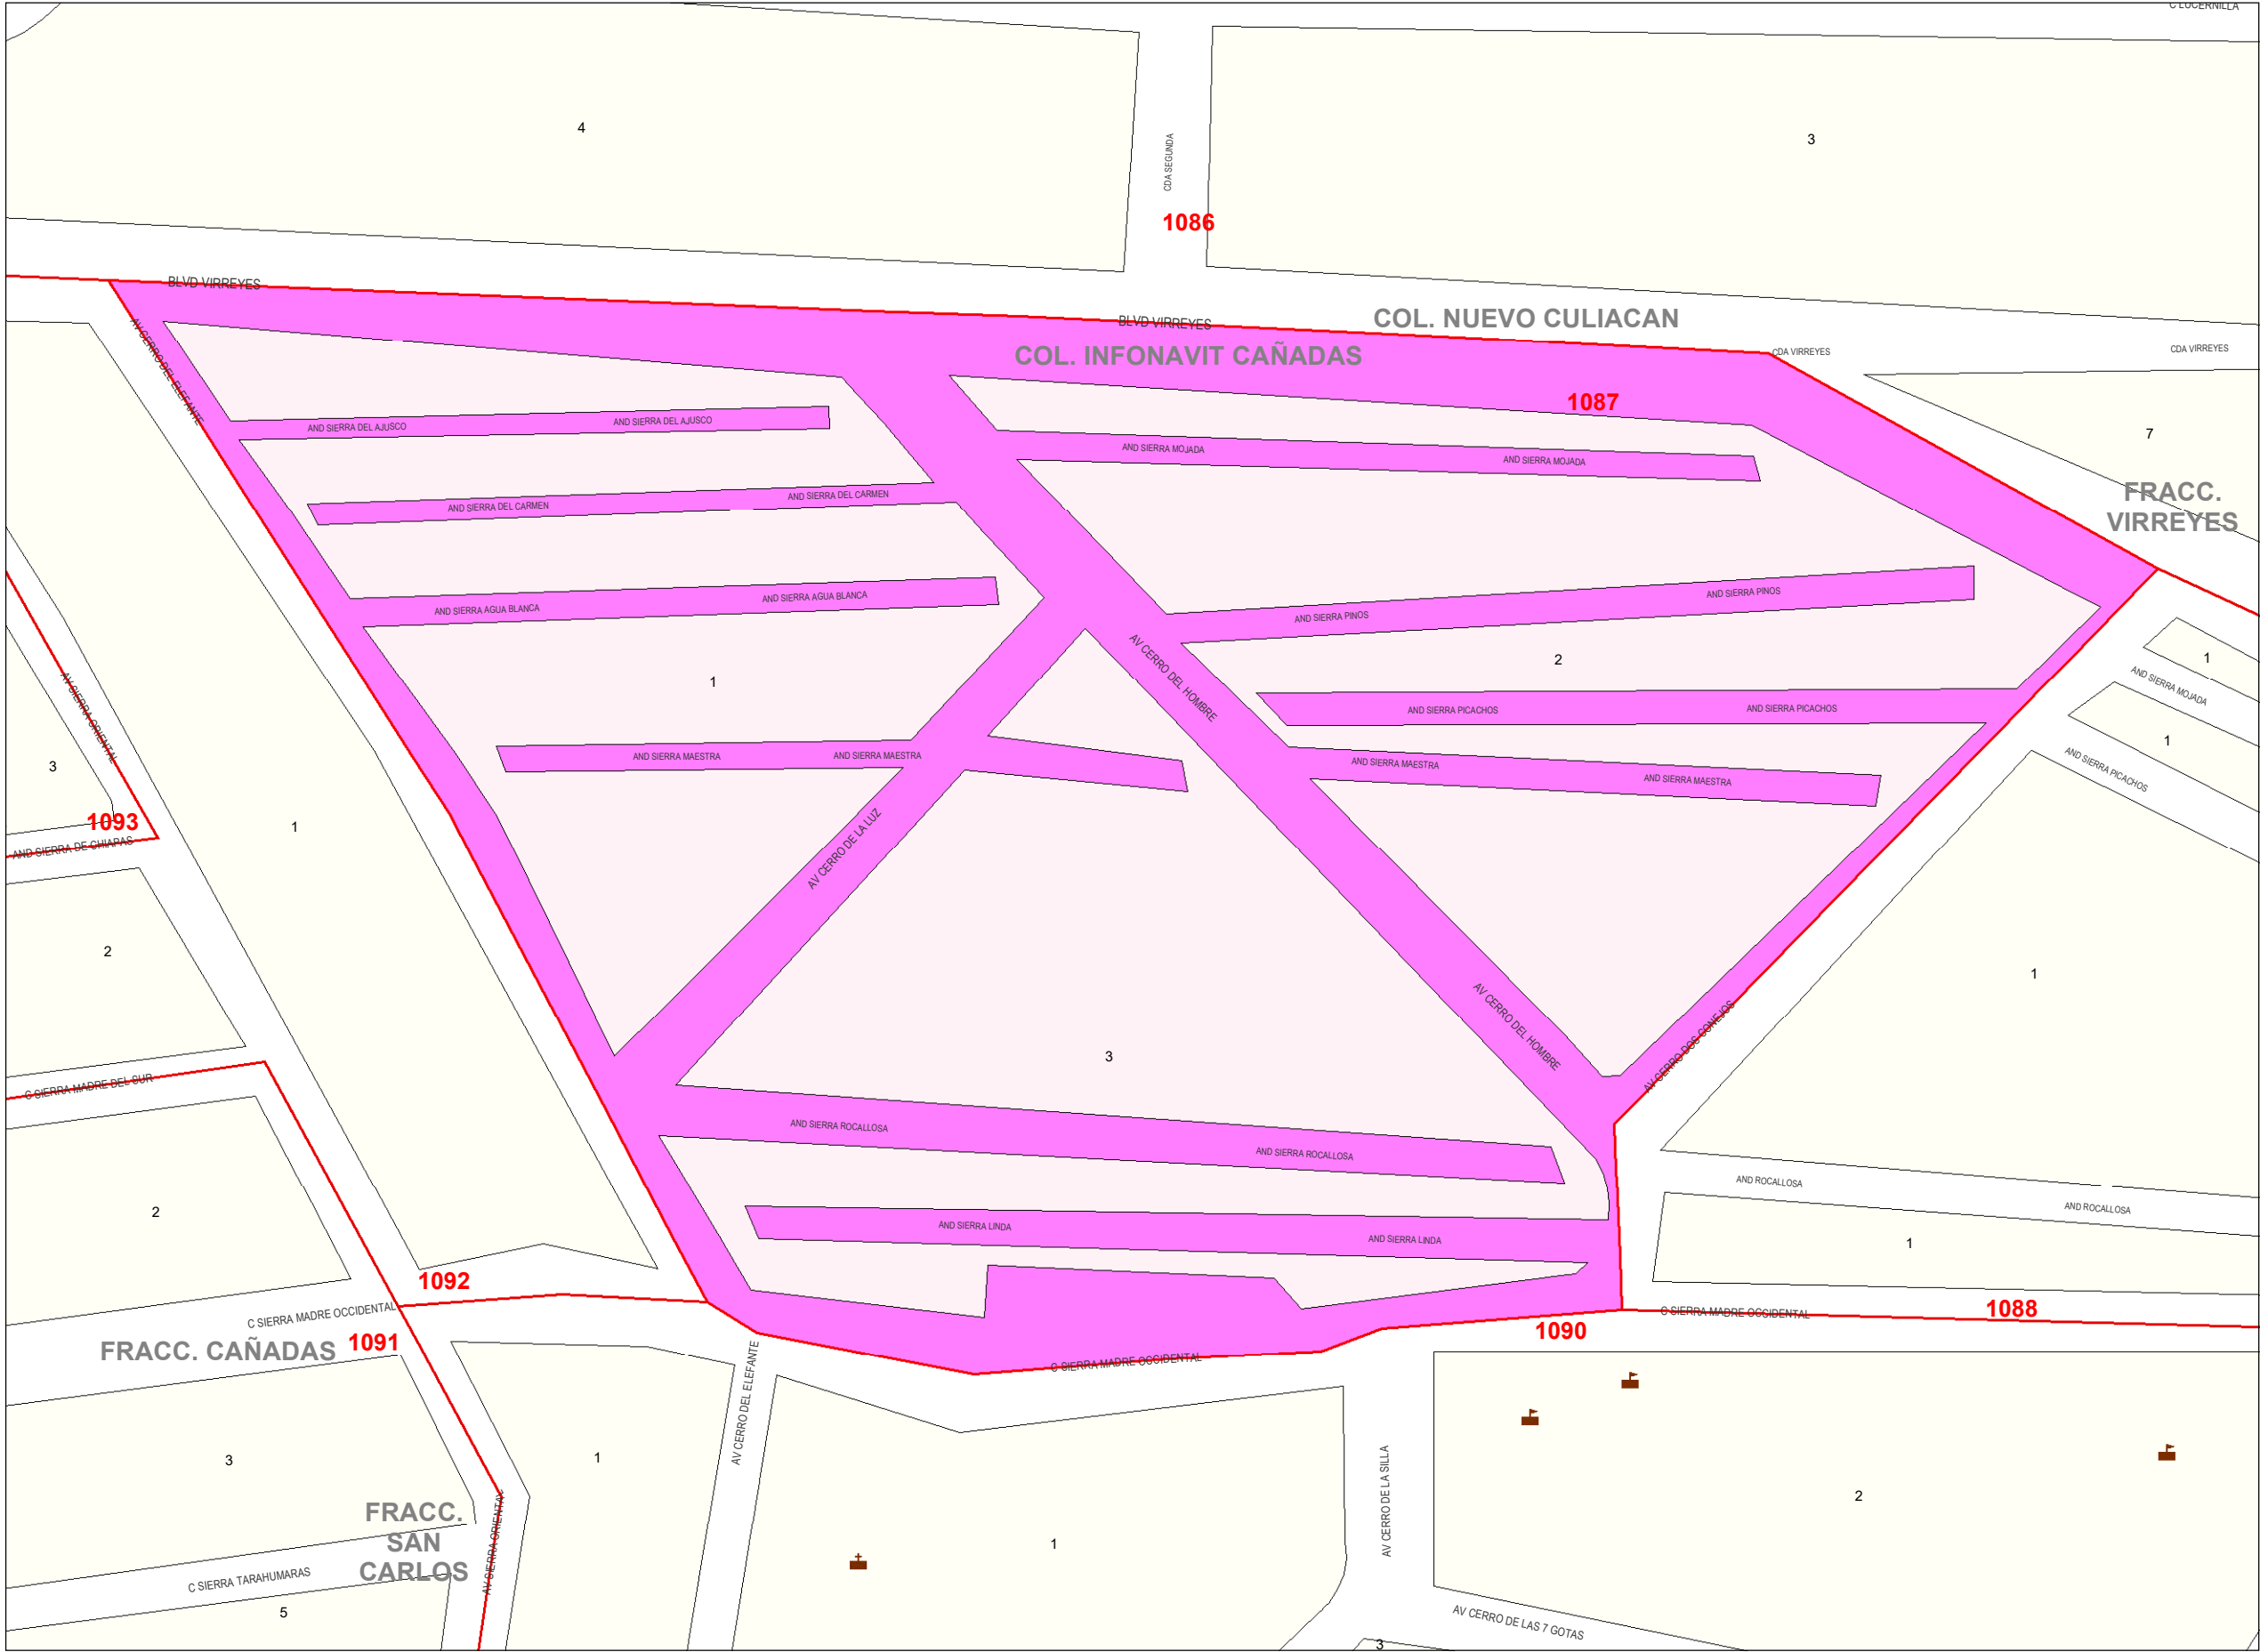 C LUCERNILLA
4
3
CDA SEGUNDA
1086
BLVD VIRREYES
BLVD VIRREYES
COL. NUEVO CULIACAN
COL. INFONAVIT CAÑADAS
CDA VIRREYES
CDA VIRREYES
AV CERRO DEL ELEFANTE
1087
AND SIERRA DEL AJUSCO
AND SIERRA DEL AJUSCO
7
AND SIERRA MOJADA
AND SIERRA MOJADA
FRACC.
VIRREYES
AND SIERRA DEL CARMEN
AND SIERRA DEL CARMEN
AND SIERRA AGUA BLANCA
AND SIERRA AGUA BLANCA
AND SIERRA PINOS
AND SIERRA PINOS
1
2
AV CERRO DEL HOMBRE
1
AND SIERRA MOJADA
AND SIERRA PICACHOS
AND SIERRA PICACHOS
1
AND SIERRA PICACHOS
AV SIERRA ORIENTAL
3
AND SIERRA MAESTRA
AND SIERRA MAESTRA
AND SIERRA MAESTRA
AND SIERRA MAESTRA
1093
1
AND SIERRA DE CHIAPAS
AV CERRO DE LA LUZ
2
1
AV CERRO DEL HOMBRE
AV CERRO DOS CONEJOS
3
C SIERRA MADRE DEL SUR
AND SIERRA ROCALLOSA
AND SIERRA ROCALLOSA
AND ROCALLOSA
AND ROCALLOSA
2
AND SIERRA LINDA
AND SIERRA LINDA
1
1092
C SIERRA MADRE OCCIDENTAL
1091
FRACC. CAÑADAS
C SIERRA MADRE OCCIDENTAL
1088
1090
C SIERRA MADRE OCCIDENTAL
AV CERRO DEL ELEFANTE
3
1
1
AV CERRO DE LA SILLA
2
FRACC.
SAN
CARLOS
AV SIERRA ORIENTAL
C SIERRA TARAHUMARAS
5
AV CERRO DE LAS 7 GOTAS
3